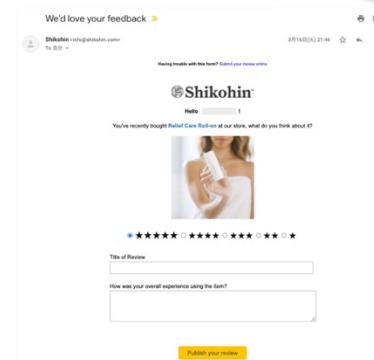 We'd love your feedback
Shikohin <info@shikohin.com>
To 自分
3月16日(火) 21:46
Having trouble with this form? Submit your review online
Shikohin
Hello !
You've recently bought Relief Care Roll-on at our store, what do you think about it?
★★★★★ ★★★★ ★★★ ★★ ★
Title of Review
How was your overall experience using the item?
Publish your review